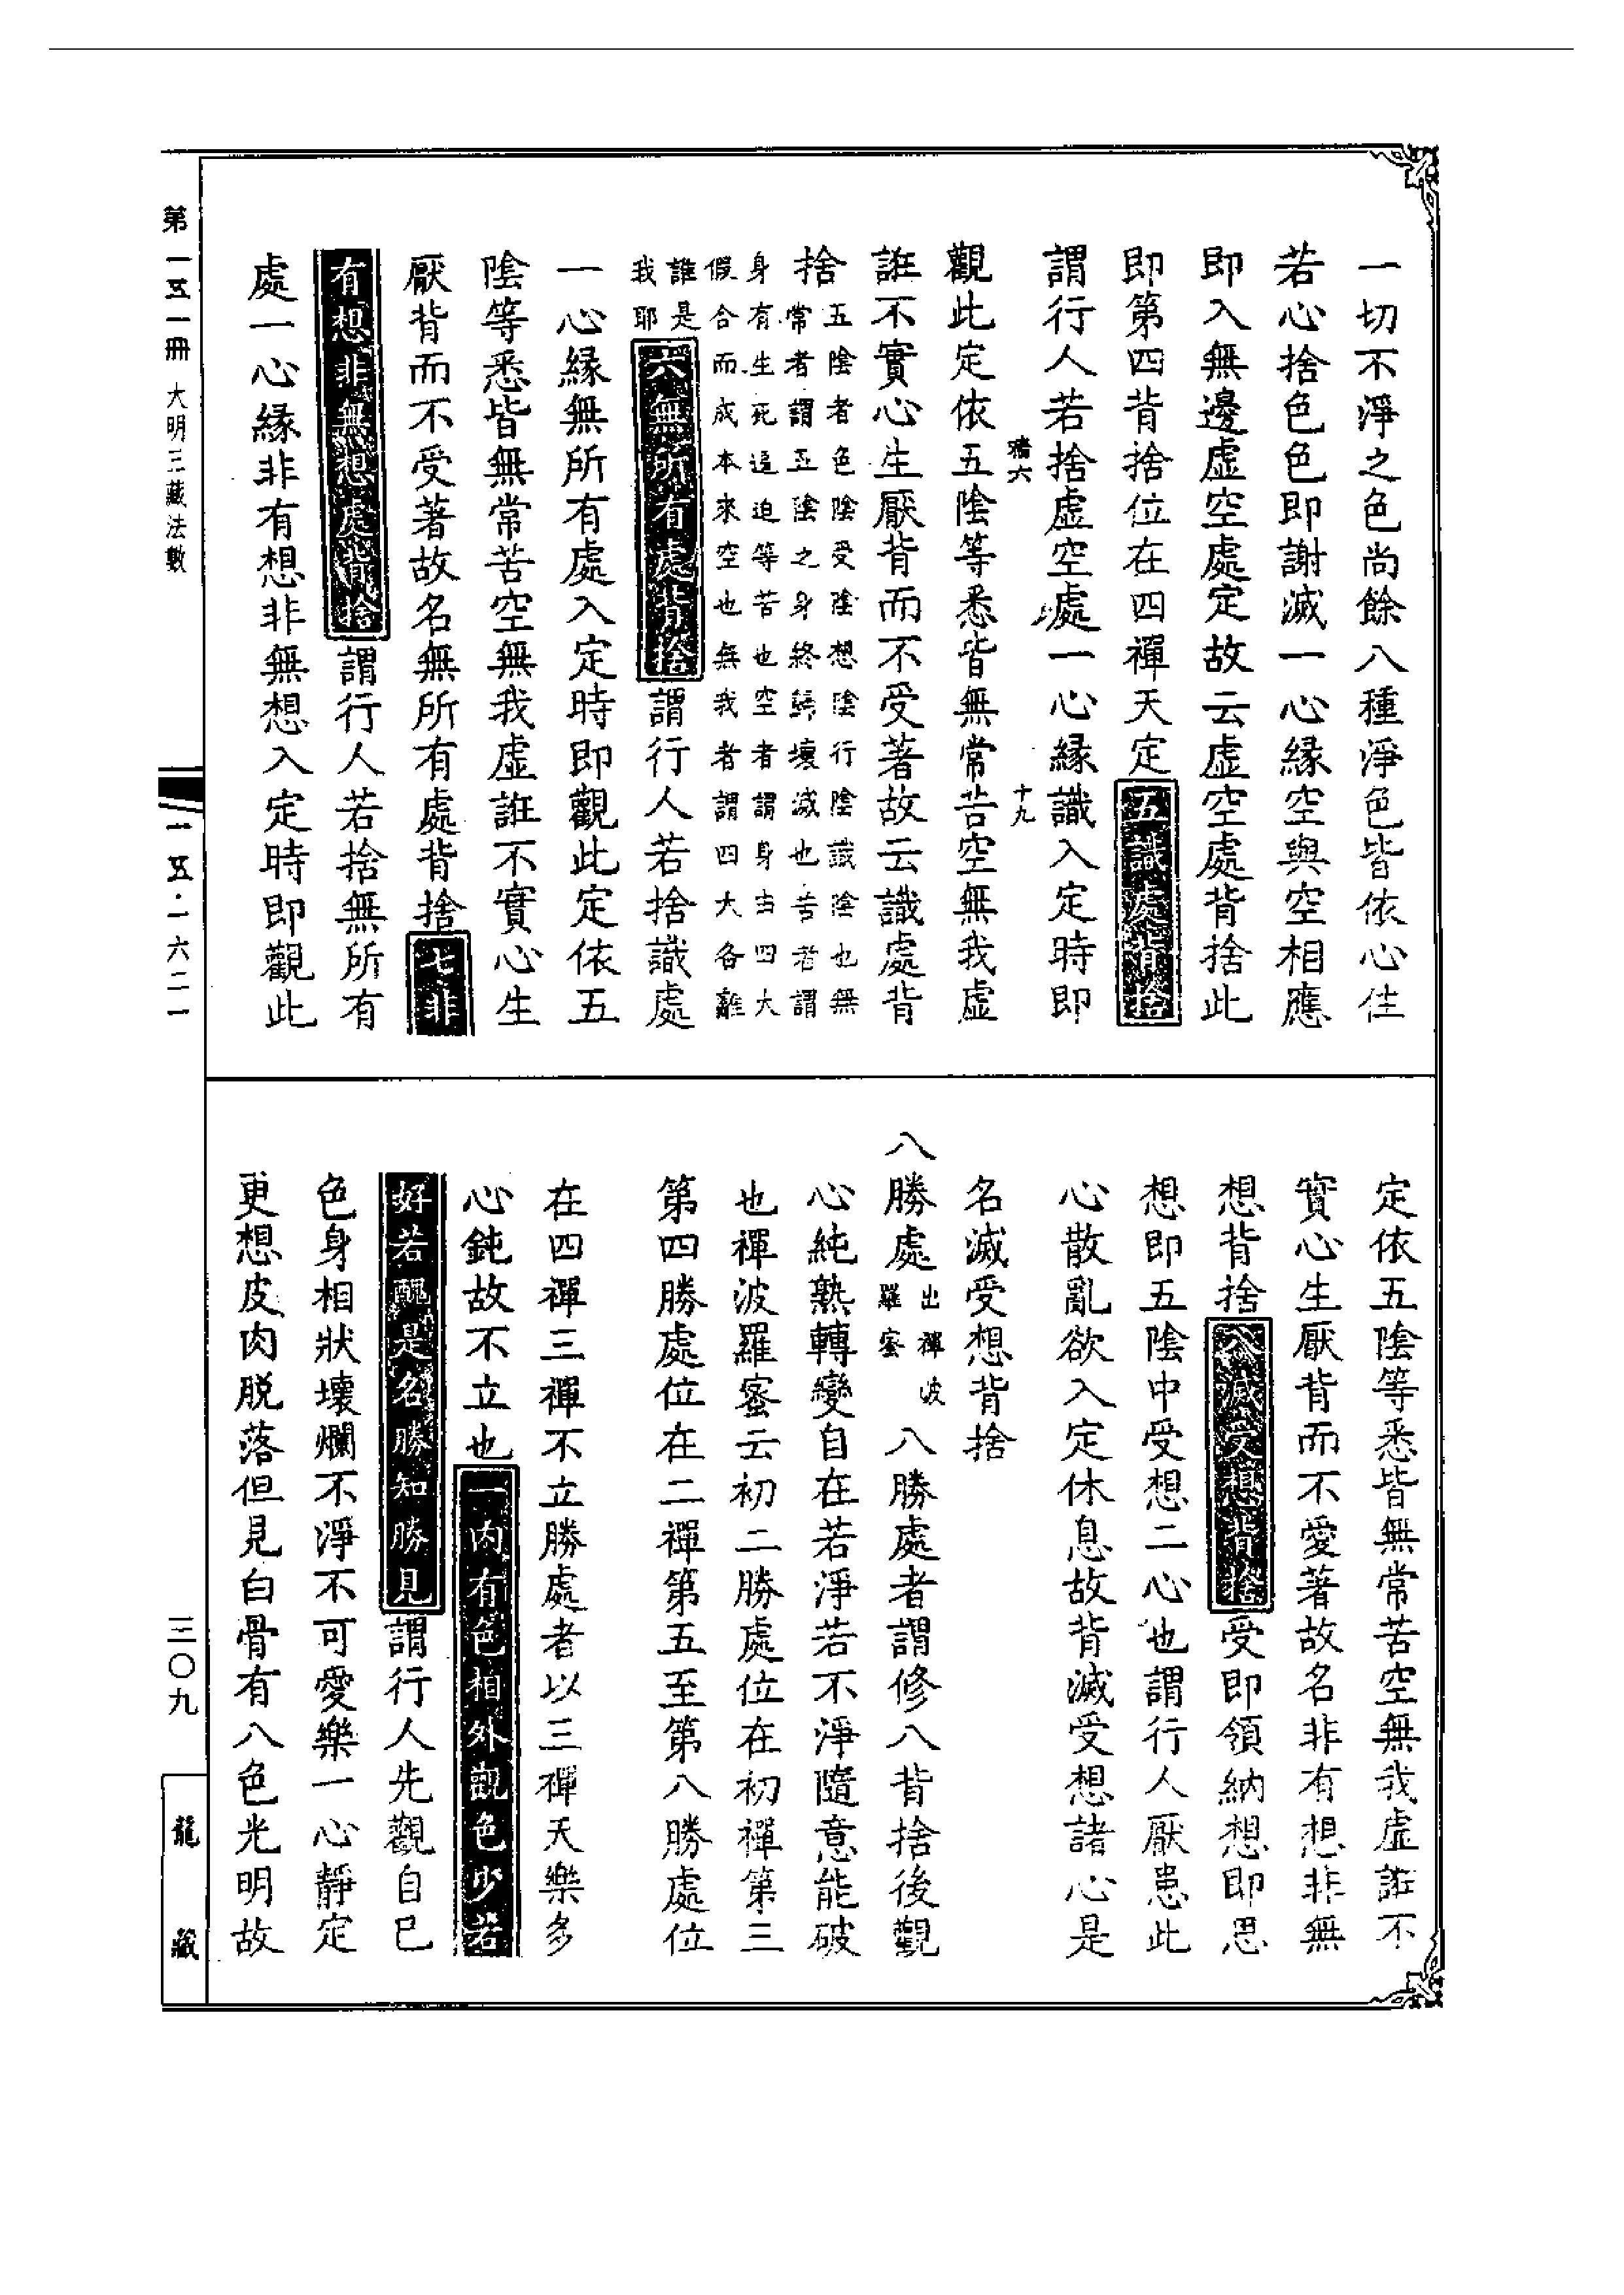 一切不淨之色尚餘八種淨色皆依心住
若心捨色色即謝滅一心緣空與空相應
即入無邊虛空處定故云虛空處背捨此
即第四背捨位在四禪天定五識處背捨
謂行人若捨虛空處一心緣識入定時即
十九
觀此定依五陰等悉皆無常苦空無我虛
誑不實心生厭背而不受著故云識處背
捨五陰者色陰受陰想陰行陰識陰也無
常者謂五陰之身終歸壞滅也苦者謂
身有生死逼迫等苦也空者謂身由四大
假合而成本來空也無我者謂四大各離
誰是
我耶六無所有處背捨謂行人若捨識處
一心緣無所有處入定時即觀此定依五
陰等悉皆無常苦空無我虛誑不實心生
厭背而不受著故名無所有處背捨七非
有想非無想處背捨謂行人若捨無所有
處一心緣非有想非無想入定時即觀此
定依五陰等悉皆無常苦空無我虛誑不
實心生厭背而不愛著故名非有想非無
想背捨八滅受想背捨受即領納想即思
想即五陰中受想二心也謂行人厭患此
心散亂欲入定休息故背滅受想諸心是
名滅受想背捨
八勝處出禪波
羅蜜八勝處者謂修八背捨後觀
心純熟轉變自在若淨若不淨隨意能破
也禪波羅蜜云初二勝處位在初禪第三
第四勝處位在二禪第五至第八勝處位
在四禪三禪不立勝處者以三禪天樂多
心鈍故不立也一內有色相外觀色少若
好若醜是名勝知勝見謂行人先觀自己
色身相狀壞爛不淨不可愛樂一心靜定
更想皮肉脫落但見白骨有八色光明故
第一五一冊 大明三藏法數
一五·一六二一
三〇九
龍藏